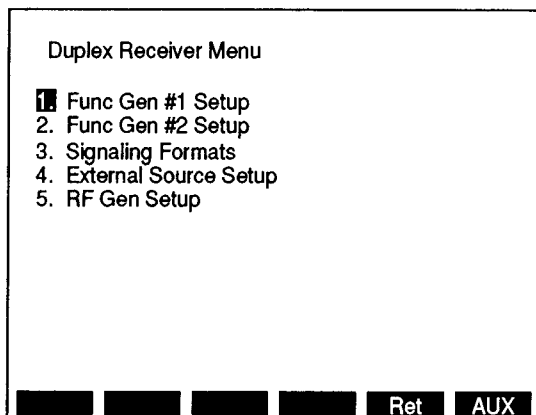 Duplex Receiver Menu
1. Func Gen #1 Setup
2. Func Gen #2 Setup
3. Signaling Formats
4. External Source Setup
5. RF Gen Setup
Ret AUX